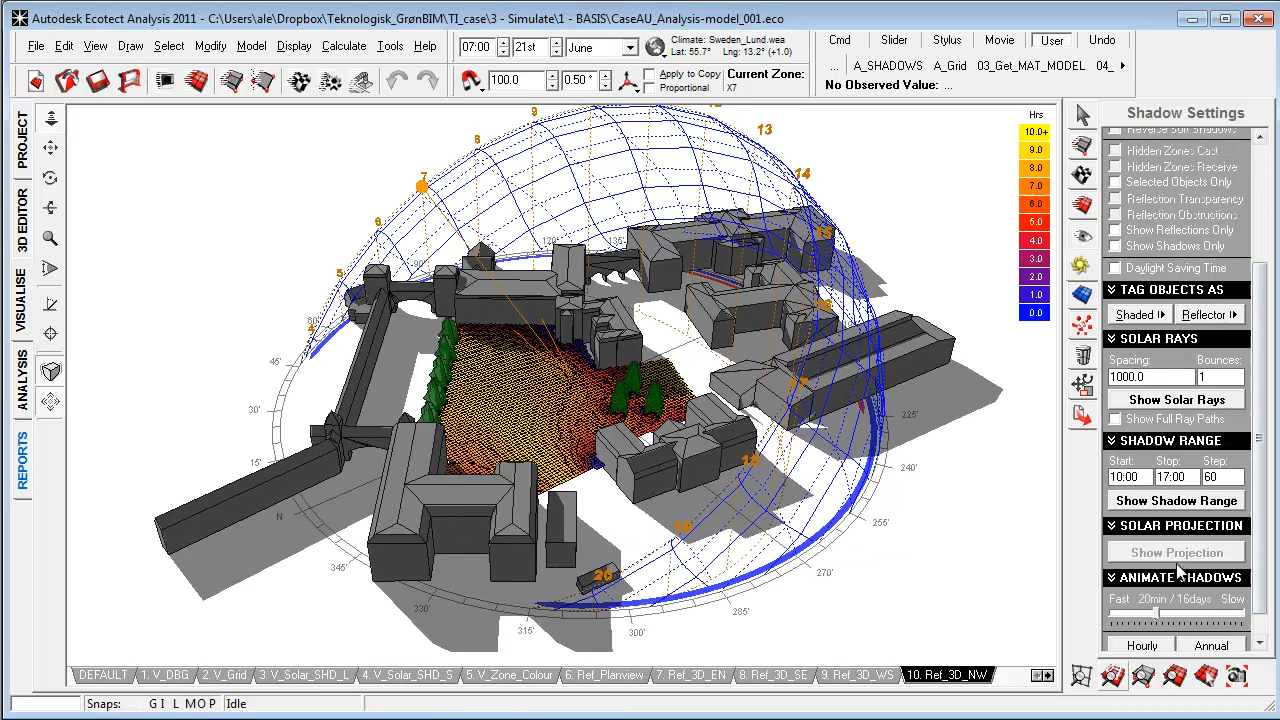 Autodesk Ecotect Analysis 2011 - C:\Users\ale\Dropbox\Teknologisk_GrønBIM\TI_case\3 - Simulate\1 - BASIS\CaseAU_Analysis-model_001.eco
File Edit View Draw Select Modify Model Display Calculate Tools Help
07:00 21st June
Climate: Sweden_Lund.wea
Lat: 55.7° Lng: 13.2° (+1.0)
Cmd Slider Stylus Movie User Undo
... A_SHADOWS A_Grid 03_Get_MAT_MODEL 04_
No Observed Value: ...
100.0 0.50 °
Apply to Copy
Proportional
Current Zone:
X7
PROJECT
3D EDITOR
VISUALISE
ANALYSIS
REPORTS
Hrs
10.0+
9.0
8.0
7.0
6.0
5.0
4.0
3.0
2.0
1.0
0.0
4
5
6
7
8
9
13
14
15
16
17
18
19
20
N
15°
30°
45°
60°
120°
135°
225°
240°
255°
270°
285°
300°
315°
330°
345°
Shadow Settings
Hidden Zones Cast
Hidden Zones Receive
Selected Objects Only
Reflection Transparency
Reflection Obstructions
Show Reflections Only
Show Shadows Only
Daylight Saving Time
TAG OBJECTS AS
Shaded Reflector
SOLAR RAYS
Spacing: Bounces:
1000.0 1
Show Solar Rays
Show Full Ray Paths
SHADOW RANGE
Start: Stop: Step:
10:00 17:00 60
Show Shadow Range
SOLAR PROJECTION
Show Projection
ANIMATE SHADOWS
Fast 20min / 16days Slow
Hourly Annual
DEFAULT 1. V_DBG 2. V_Grid 3. V_Solar_SHD_L 4. V_Solar_SHD_S 5. V_Zone_Colour 6. Ref_Planview 7. Ref_3D_EN 8. Ref_3D_SE 9. Ref_3D_WS 10. Ref_3D_NW
Snaps: G I L M O P Idle